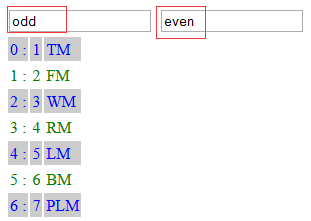 odd even
0 : 1 TM
1 : 2 FM
2 : 3 WM
3 : 4 RM
4 : 5 LM
5 : 6 BM
6 : 7 PLM